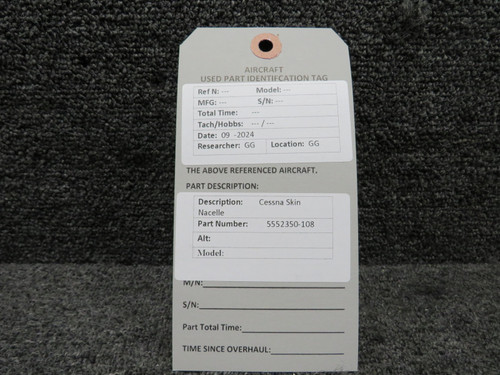 AIRCRAFT
USED PART IDENTIFCATION TAG
Ref N: --- Model: ---
MFG: --- S/N: ---
Total Time: ---
Tach/Hobbs: --- / ---
Date: 09 -2024
Researcher: GG Location: GG
THE ABOVE REFERENCED AIRCRAFT.
PART DESCRIPTION:
Description: Cessna Skin
Nacelle
Part Number: 5552350-108
Alt:
Model:
M/N:
S/N:
Part Total Time:
TIME SINCE OVERHAUL: